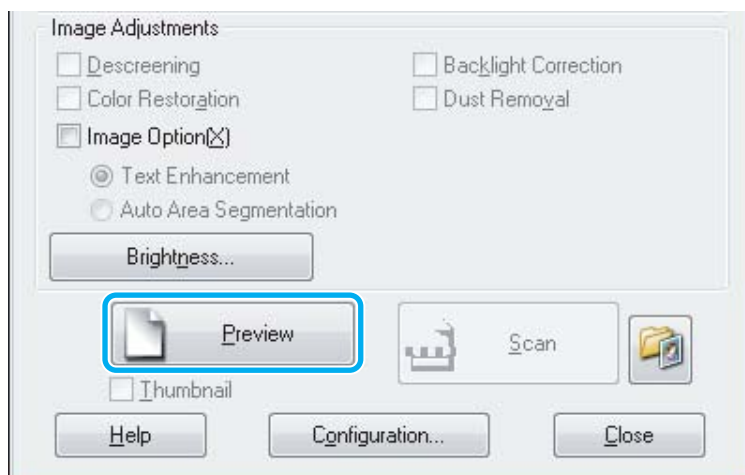 Image Adjustments
Descreening Backlight Correction
Color Restoration Dust Removal
Image Option(X)
Text Enhancement
Auto Area Segmentation
Brightness...
Preview Scan
Thumbnail
Help Configuration... Close